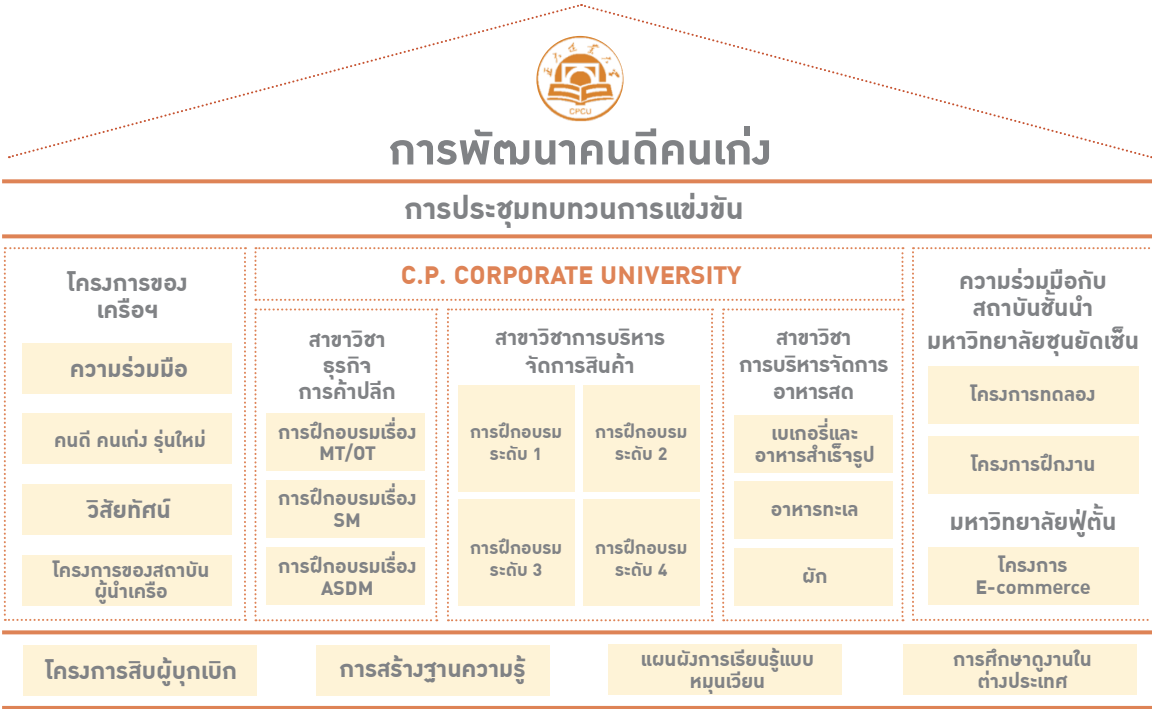 CPCU
การพัฒนาคนดีคนเก่ง
การประชุมทบทวนการแข่งขัน
โครงการของ
เครือฯ
ความร่วมมือ
คนดี คนเก่ง รุ่นใหม่
วิสัยทัศน์
โครงการของสถาบัน
ผู้นำเครือ
C.P. CORPORATE UNIVERSITY
สาขาวิชา
ธุรกิจ
การค้าปลีก
การฝึกอบรมเรื่อง
MT/OT
การฝึกอบรมเรื่อง
SM
การฝึกอบรมเรื่อง
ASDM
สาขาวิชาการบริหาร
จัดการสินค้า
การฝึกอบรม
ระดับ 1
การฝึกอบรม
ระดับ 2
การฝึกอบรม
ระดับ 3
การฝึกอบรม
ระดับ 4
สาขาวิชา
การบริหารจัดการ
อาหารสด
เบเกอรี่และ
อาหารสำเร็จรูป
อาหารทะเล
ผัก
ความร่วมมือกับ
สถาบันชั้นนำ
มหาวิทยาลัยซุนยัดเซ็น
โครงการทดลอง
โครงการฝึกงาน
มหาวิทยาลัยฟู่ตั้น
โครงการ
E-commerce
โครงการสิบผู้บุกเบิก
การสร้างฐานความรู้
แผนผังการเรียนรู้แบบ
หมุนเวียน
การศึกษาดูงานใน
ต่างประเทศ